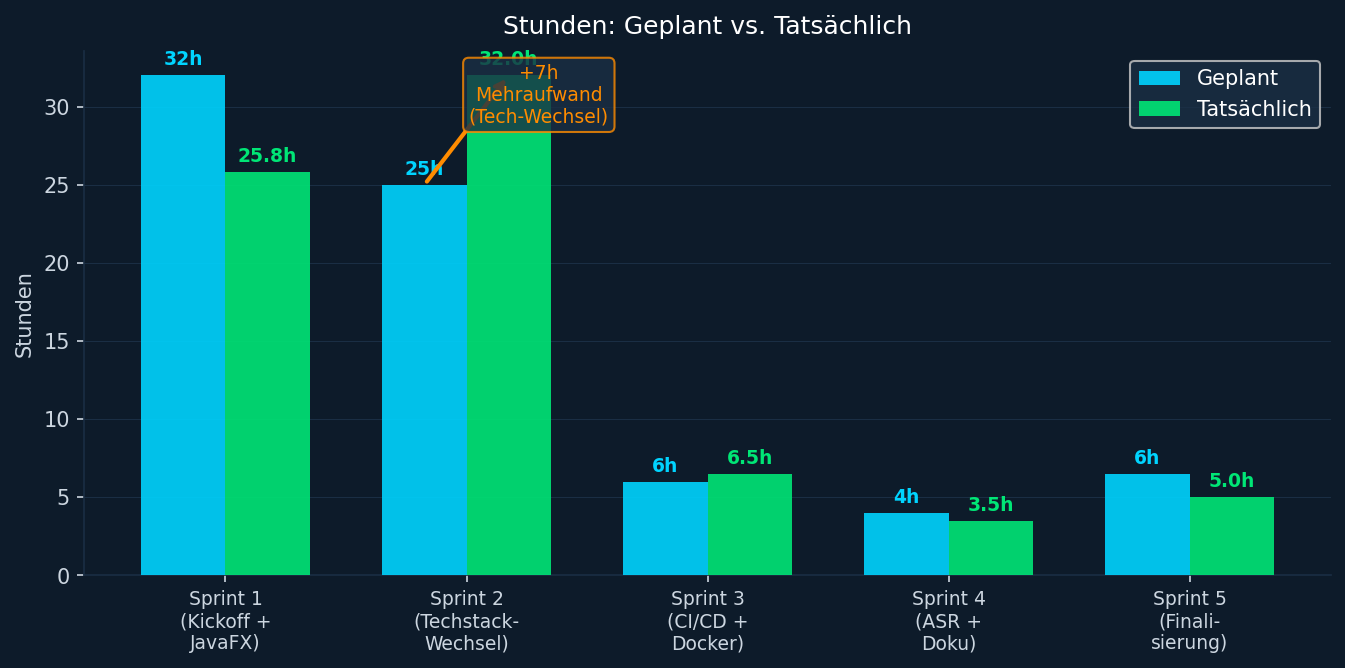 Stunden: Geplant vs. Tatsächlich
Geplant
Tatsächlich
Stunden
30
25
20
15
10
5
0
32h
25.8h
25h
32.0h
+7h
Mehraufwand
(Tech-Wechsel)
6h
6.5h
4h
3.5h
6h
5.0h
Sprint 1
(Kickoff +
JavaFX)
Sprint 2
(Techstack-
Wechsel)
Sprint 3
(CI/CD +
Docker)
Sprint 4
(ASR +
Doku)
Sprint 5
(Finali-
sierung)